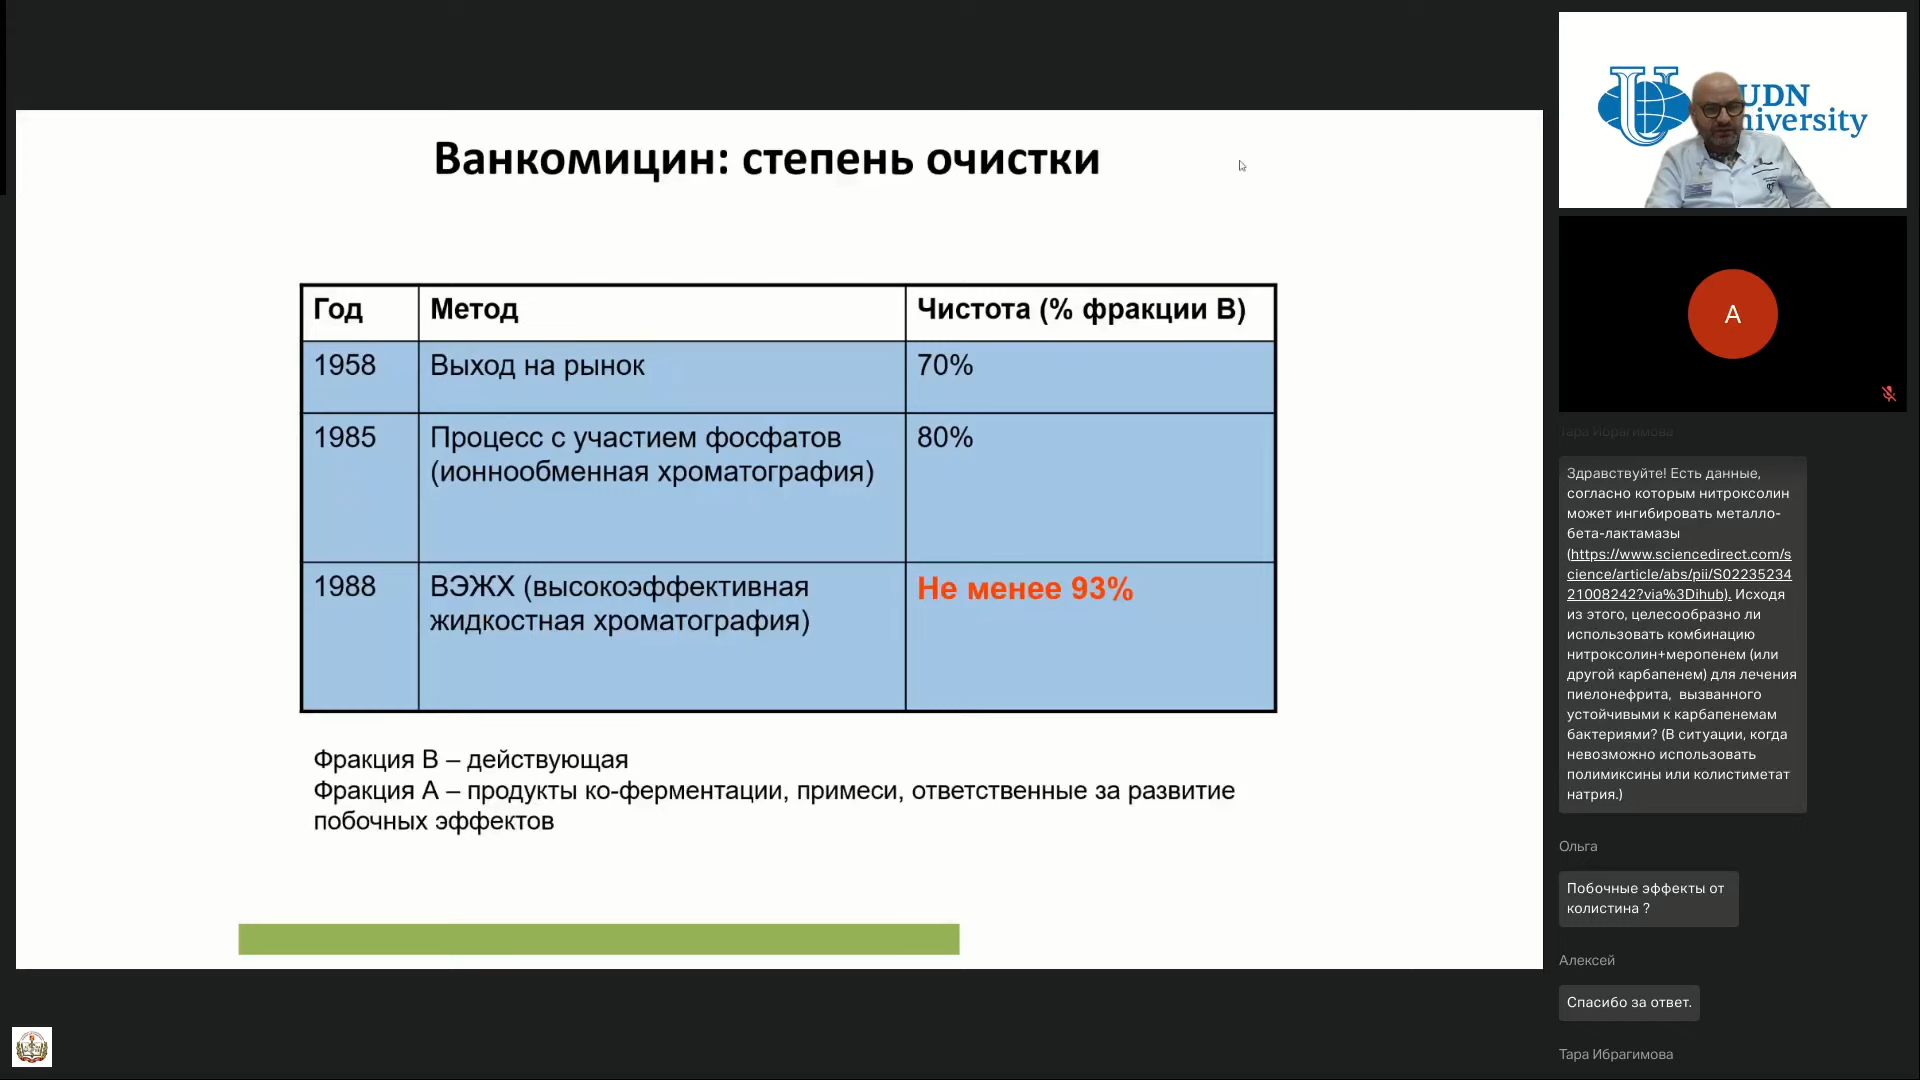 Ванкомицин: степень очистки
Год Метод Чистота (% фракции В)
1958 Выход на рынок 70%
1985 Процесс с участием фосфатов 80%
(ионнообменная хроматография)
1988 ВЭЖХ (высокоэффективная Не менее 93%
жидкостная хроматография)
Фракция В – действующая
Фракция А – продукты ко-ферментации, примеси, ответственные за развитие
побочных эффектов
UDN
niversity
A
Тара Ибрагимова
Здравствуйте! Есть данные,
согласно которым нитроксолин
может ингибировать металло-
бета-лактамазы
(https://www.sciencedirect.com/s
cience/article/abs/pii/S02235234
21008242?via%3Dihub). Исходя
из этого, целесообразно ли
использовать комбинацию
нитроксолин+меропенем (или
другой карбапенем) для лечения
пиелонефрита, вызванного
устойчивыми к карбапенемам
бактериями? (В ситуации, когда
невозможно использовать
полимиксины или колистиметат
натрия.)
Ольга
Побочные эффекты от
колистина ?
Алексей
Спасибо за ответ.
Тара Ибрагимова